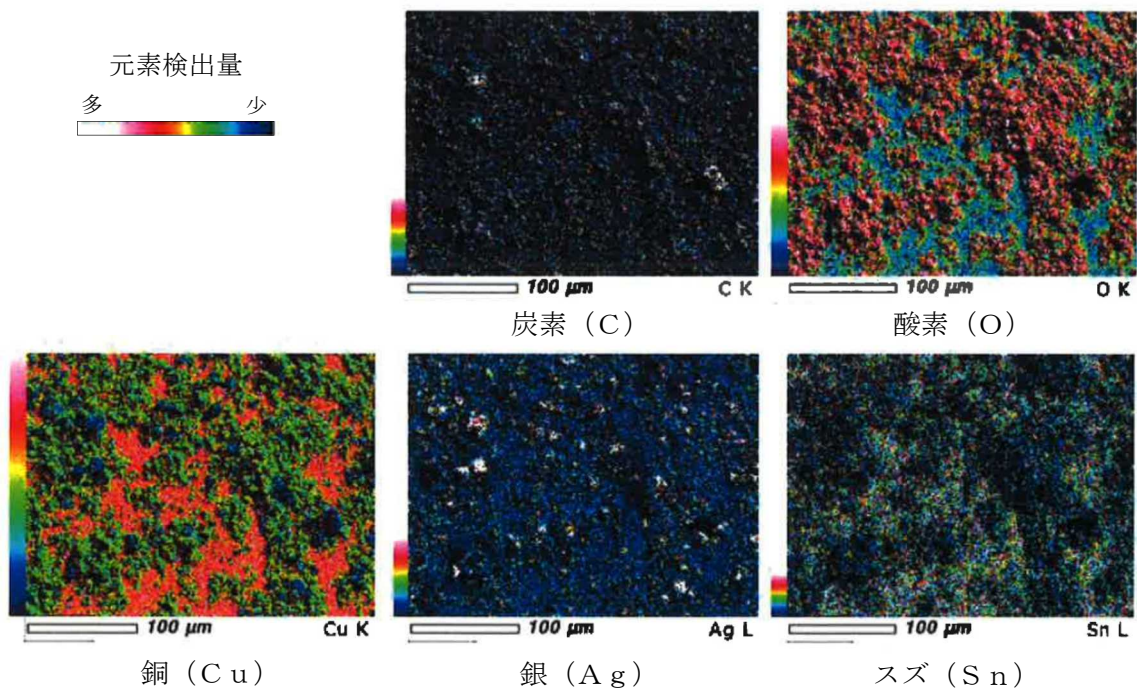 元素検出量
多 少
100 μm C K
100 μm O K
炭素（C）
酸素（O）
100 μm Cu K
100 μm Ag L
100 μm Sn L
銅（Ｃｕ）
銀（Ａｇ）
スズ（Ｓｎ）